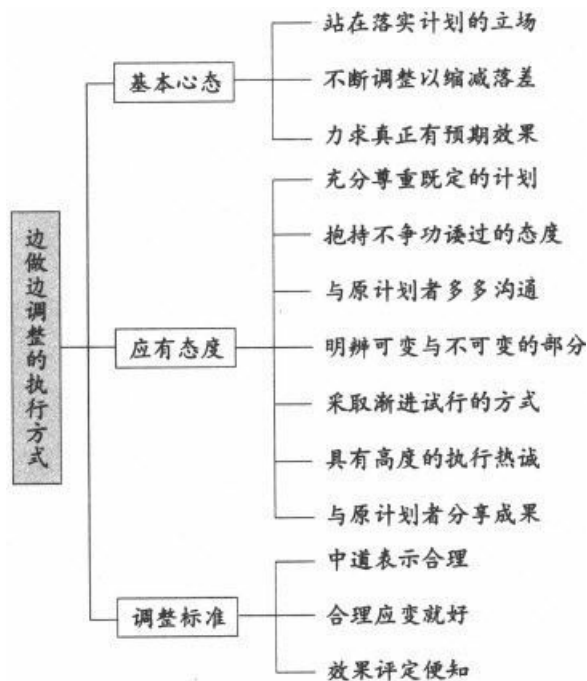 边做边调整的执行方式
基本心态
站在落实计划的立场
不断调整以缩减落差
力求真正有预期效果
应有态度
充分尊重既定的计划
抱持不争功诿过的态度
与原计划者多多沟通
明辨可变与不可变的部分
采取渐进试行的方式
具有高度的执行热诚
与原计划者分享成果
调整标准
中道表示合理
合理应变就好
效果评定便知